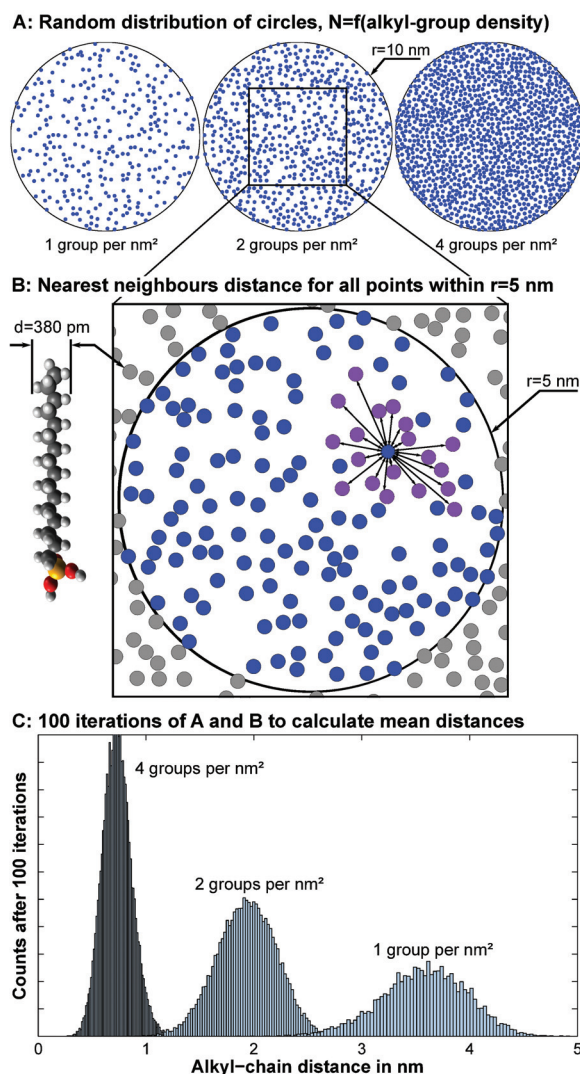 A: Random distribution of circles, N=f(alkyl-group density)
r=10 nm
1 group per nm²
2 groups per nm²
4 groups per nm²
B: Nearest neighbours distance for all points within r=5 nm
d=380 pm
r=5 nm
C: 100 iterations of A and B to calculate mean distances
4 groups per nm²
2 groups per nm²
1 group per nm²
Counts after 100 iterations
0 1 2 3 4 5
Alkyl−chain distance in nm